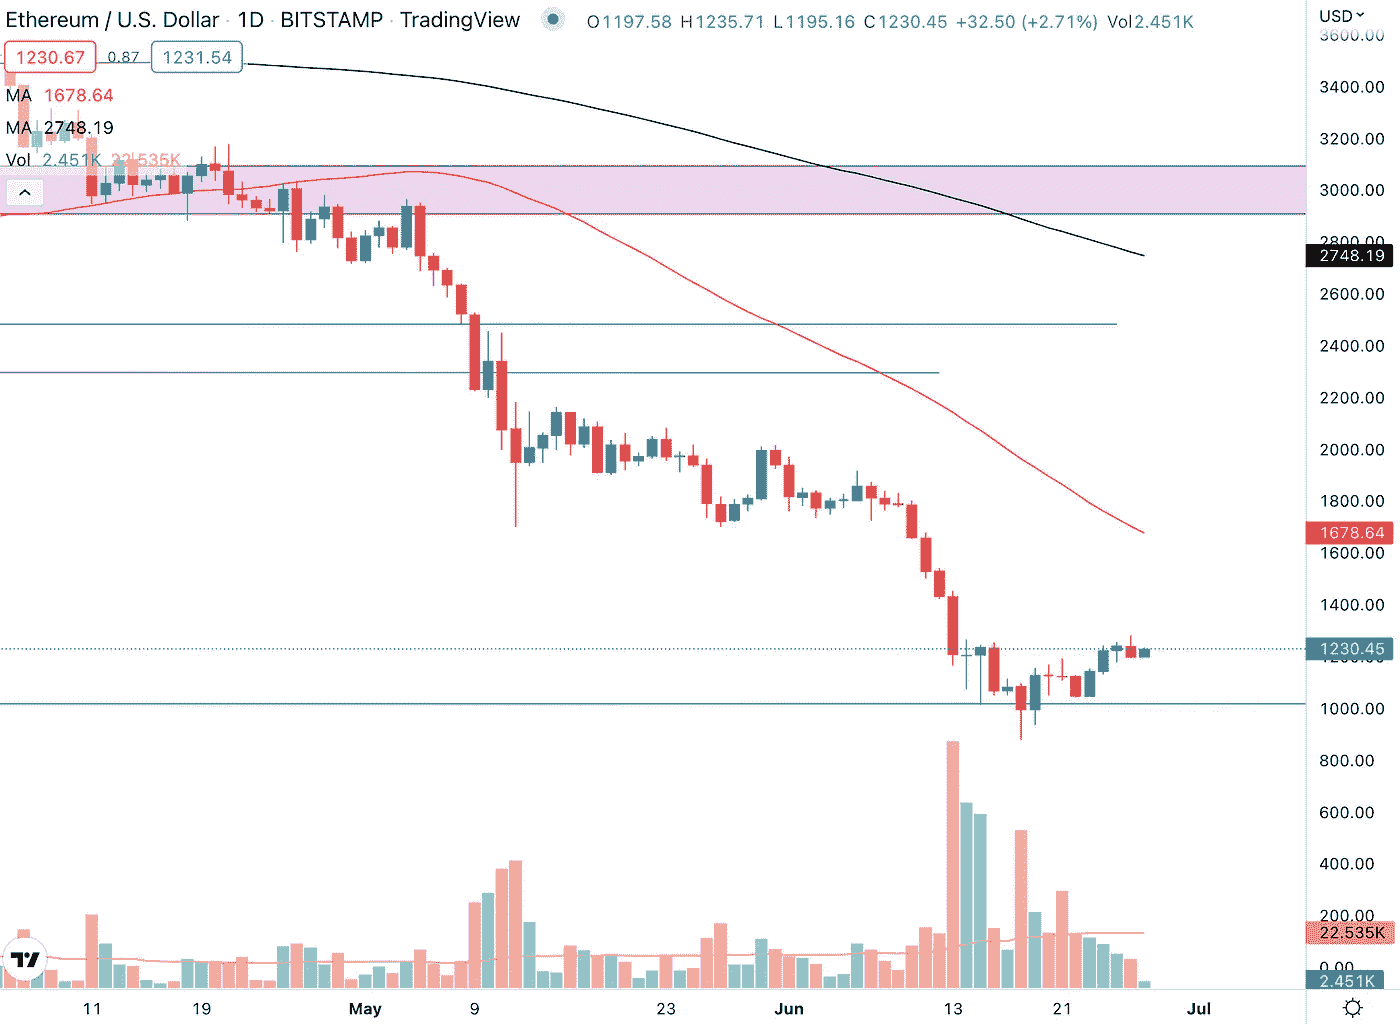 Ethereum / U.S. Dollar · 1D · BITSTAMP · TradingView O1197.58 H1235.71 L1195.16 C1230.45 +32.50 (+2.71%) Vol2.451K
USD
3600.00
1230.67 0.87 1231.54
3400.00
MA 1678.64
MA 2748.19
3200.00
Vol 2.451K 22.535K
3000.00
2800.00
2748.19
2600.00
2400.00
2200.00
2000.00
1800.00
1678.64
1600.00
1400.00
1230.45
1200.00
1000.00
800.00
600.00
400.00
200.00
22.535K
0.00
2.451K
11 19 May 9 23 Jun 13 21 Jul